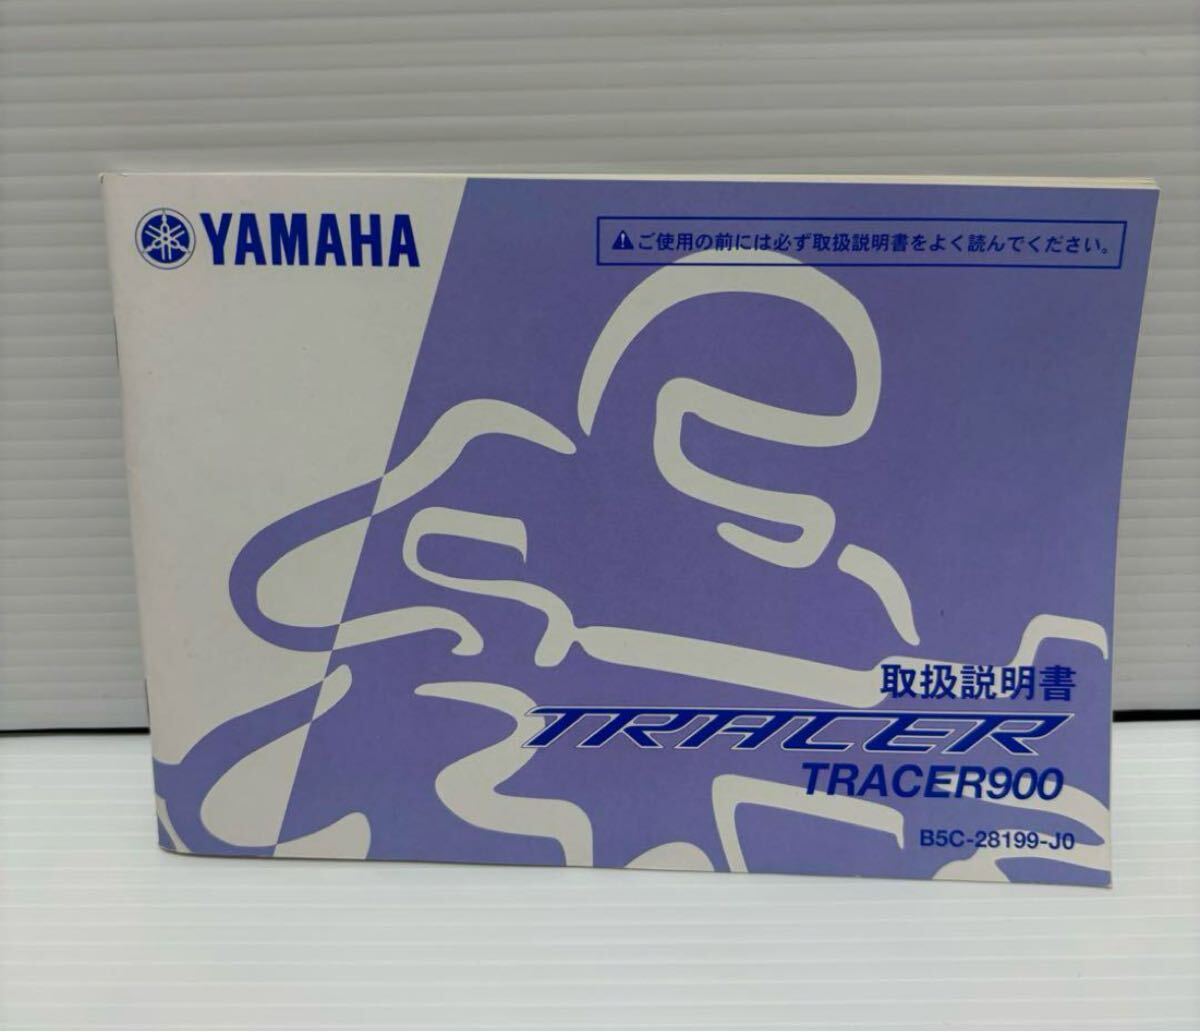 YAMAHA
ご使用の前には必ず取扱説明書をよく読んでください。
取扱説明書
TRACER
TRACER900
B5C-28199-J0